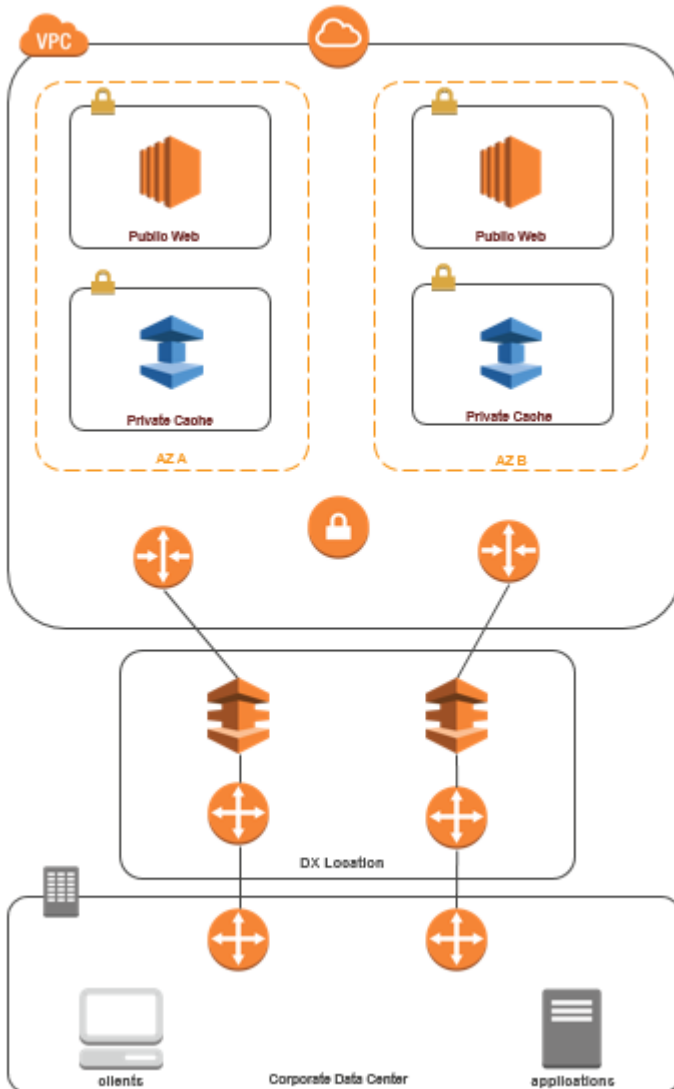 VPC
Public Web
Public Web
Private Cache
Private Cache
AZ A
AZ B
DX Location
clients
Corporate Data Center
applications